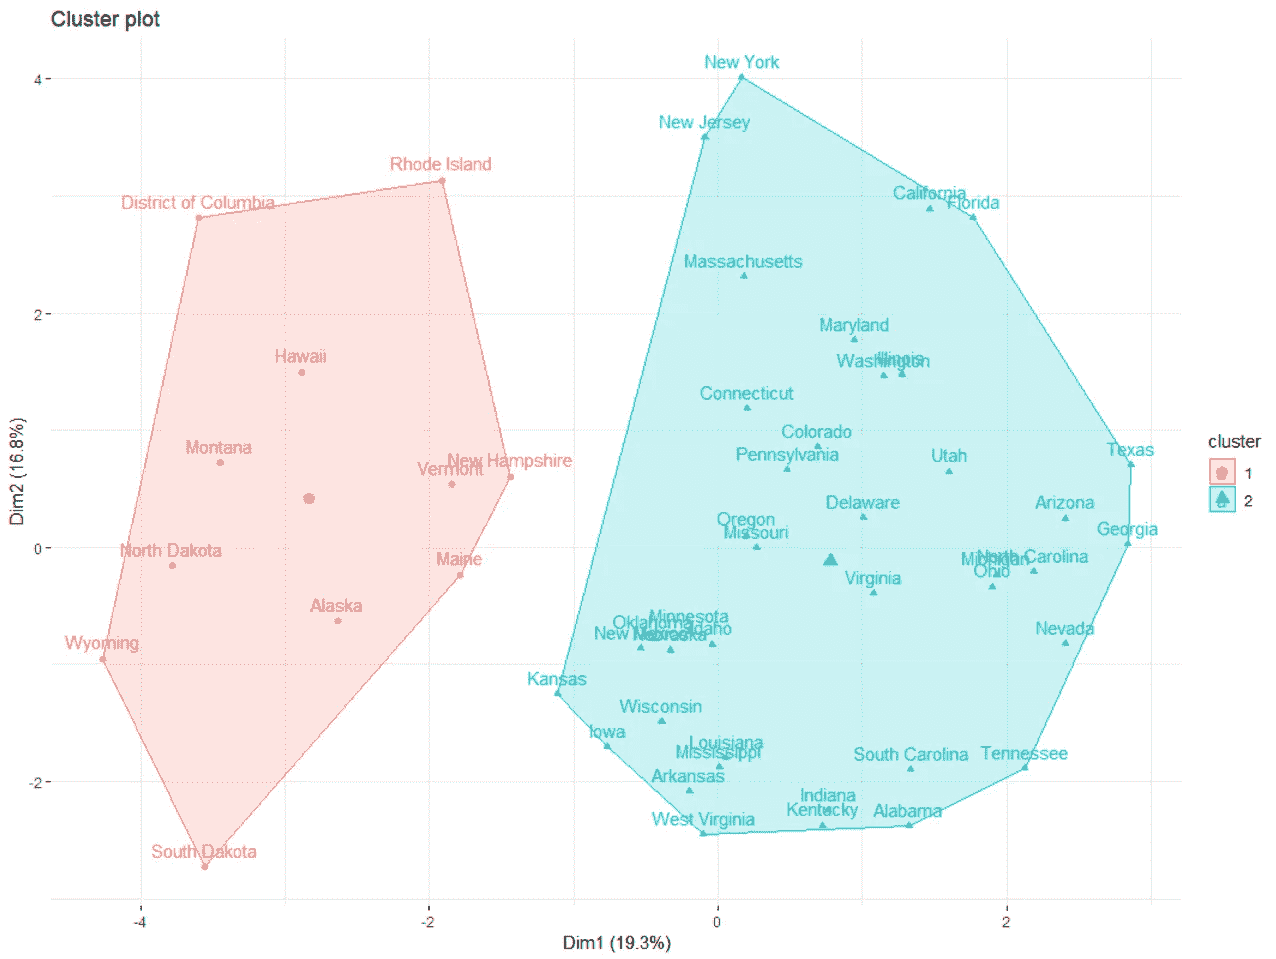 Cluster plot
New York
4
New Jersey
Rhode Island
California
District of Columbia
Florida
Massachusetts
2
Maryland
Hawaii
Illinois
Washington
Connecticut
Colorado
cluster
Montana
Texas
Pennsylvania
Utah
New Hampshire
Vermont
1
2
Delaware
Arizona
Oregon
Georgia
Missouri
Dim2 (16.8%)
0
North Dakota
Maine
Michigan
North Carolina
Ohio
Virginia
Alaska
Minnesota
Oklahoma
Nevada
Idaho
New Mexico
Nebraska
Wyoming
Kansas
Wisconsin
Iowa
Louisiana
Mississippi
South Carolina
Tennessee
-2
Arkansas
Indiana
Kentucky
Alabama
West Virginia
South Dakota
-4
-2
0
2
Dim1 (19.3%)